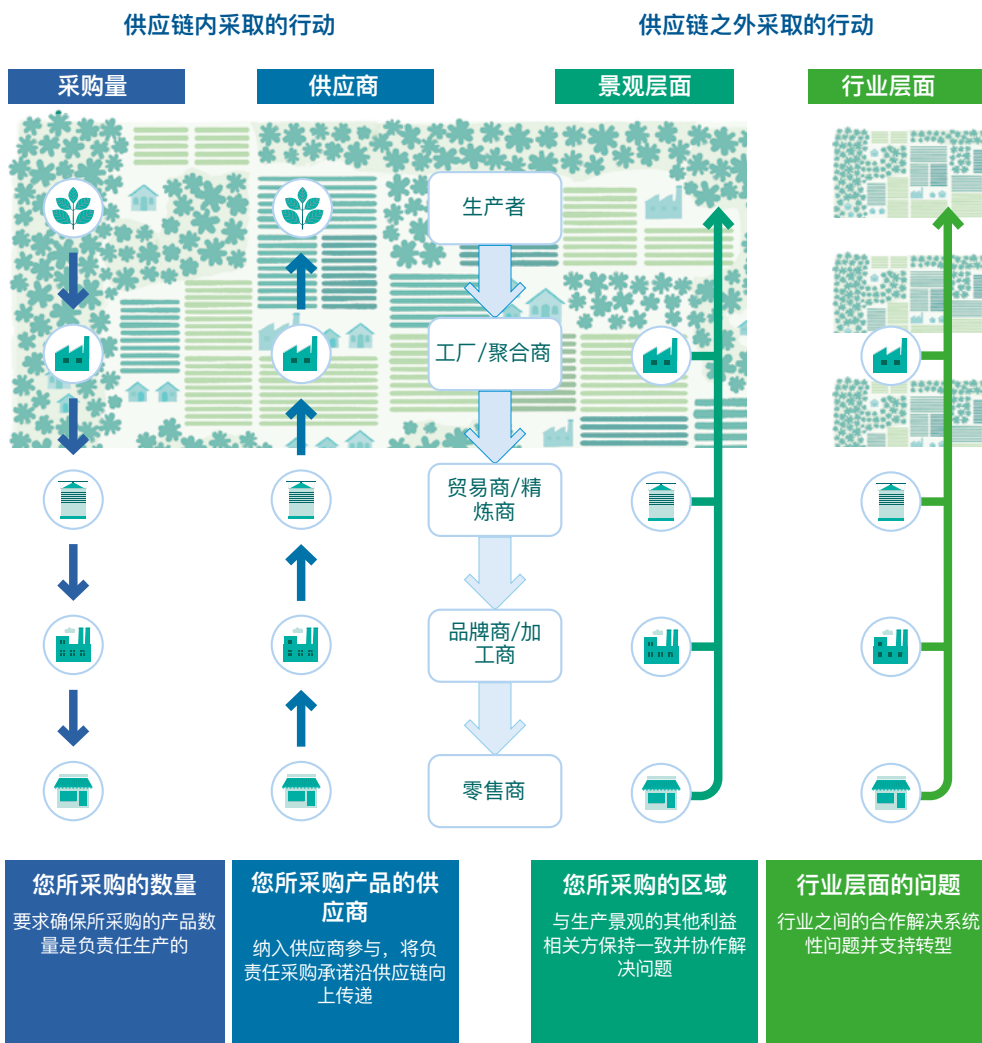 供应链内采取的行动
供应链之外采取的行动
采购量
供应商
景观层面
行业层面
生产者
工厂/聚合商
贸易商/精
炼商
品牌商/加
工商
零售商
您所采购的数量
要求确保所采购的产品数
量是负责任生产的
您所采购产品的供
应商
纳入供应商参与，将负
责任采购承诺沿供应链向
上传递
您所采购的区域
与生产景观的其他利益
相关方保持一致并协作解
决问题
行业层面的问题
行业之间的合作解决系统
性问题并支持转型